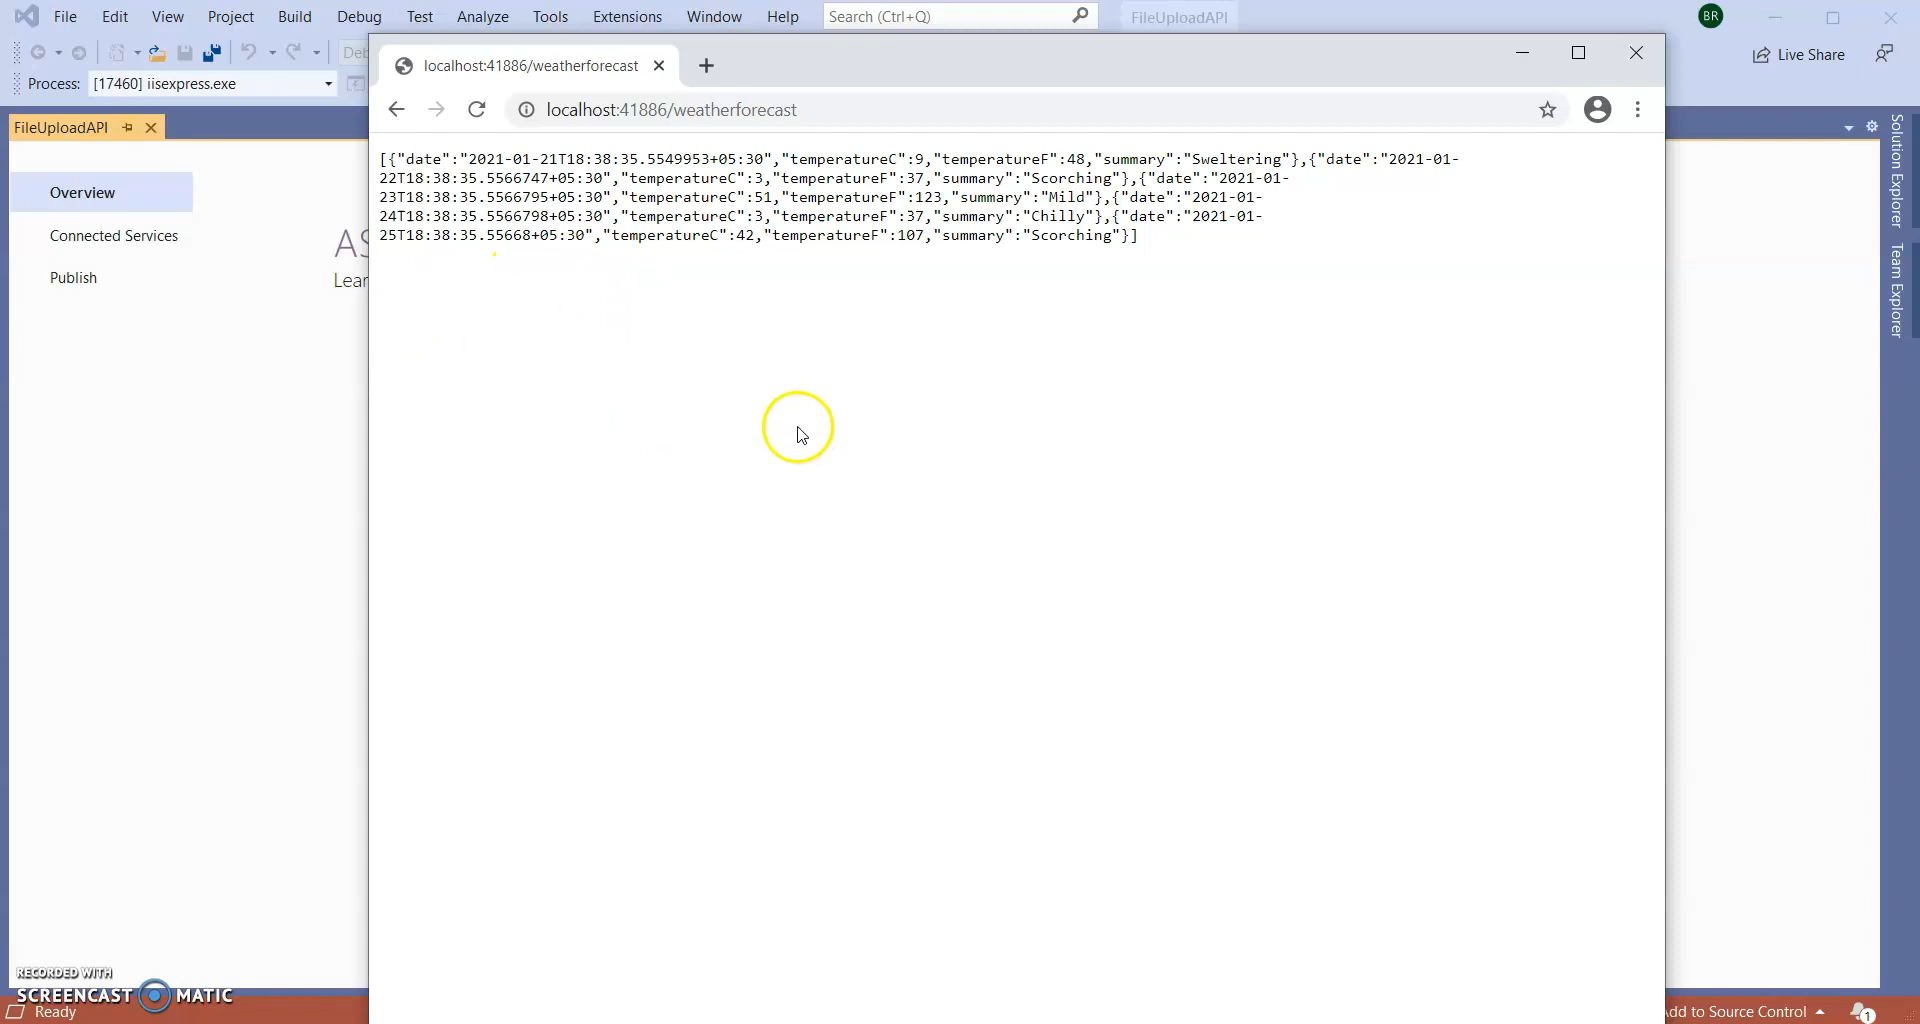 File Edit View Project Build Debug Test Analyze Tools Extensions Window Help Search (Ctrl+Q) FileUploadAPI BR
Live Share
Process: [17460] iisexpress.exe
localhost:41886/weatherforecast
localhost:41886/weatherforecast
FileUploadAPI
Overview
Connected Services
Publish
[{"date":"2021-01-21T18:38:35.5549953+05:30","temperatureC":9,"temperatureF":48,"summary":"Sweltering"},{"date":"2021-01-
22T18:38:35.5566747+05:30","temperatureC":3,"temperatureF":37,"summary":"Scorching"},{"date":"2021-01-
23T18:38:35.5566795+05:30","temperatureC":51,"temperatureF":123,"summary":"Mild"},{"date":"2021-01-
24T18:38:35.5566798+05:30","temperatureC":3,"temperatureF":37,"summary":"Chilly"},{"date":"2021-01-
25T18:38:35.55668+05:30","temperatureC":42,"temperatureF":107,"summary":"Scorching"}]
Solution Explorer
Team Explorer
RECORDED WITH
SCREENCAST MATIC
Ready
to Source Control
1